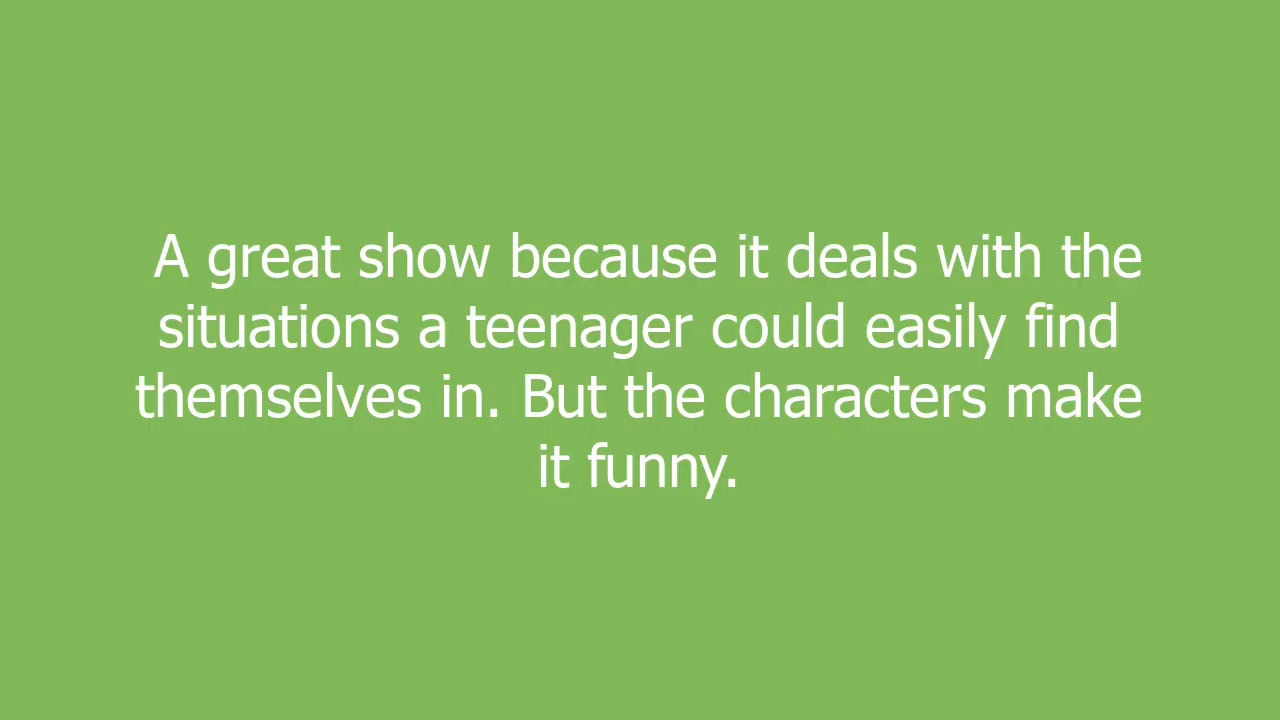 A great show because it deals with the
situations a teenager could easily find
themselves in. But the characters make
it funny.